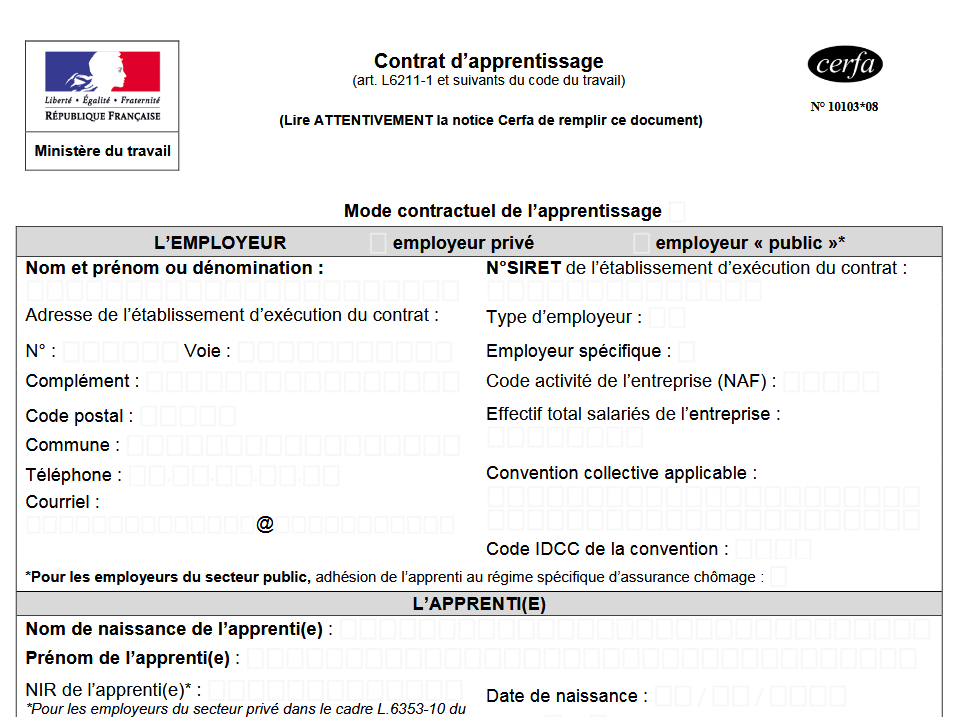 Liberté • Égalité • Fraternité
RÉPUBLIQUE FRANÇAISE
Ministère du travail
Contrat d’apprentissage
(art. L6211-1 et suivants du code du travail)
(Lire ATTENTIVEMENT la notice Cerfa de remplir ce document)
cerfa
N° 10103*08
Mode contractuel de l’apprentissage
L’EMPLOYEUR employeur privé employeur « public »*
Nom et prénom ou dénomination :
N°SIRET de l’établissement d’exécution du contrat :
Adresse de l’établissement d’exécution du contrat :
Type d’employeur :
N° : Voie :
Employeur spécifique :
Complément :
Code activité de l’entreprise (NAF) :
Code postal :
Effectif total salariés de l’entreprise :
Commune :
Téléphone : . . . .
Convention collective applicable :
Courriel :
@
Code IDCC de la convention :
*Pour les employeurs du secteur public, adhésion de l’apprenti au régime spécifique d’assurance chômage :
L’APPRENTI(E)
Nom de naissance de l’apprenti(e) :
Prénom de l’apprenti(e) :
NIR de l’apprenti(e)* :
Date de naissance : / /
*Pour les employeurs du secteur privé dans le cadre L.6353-10 du